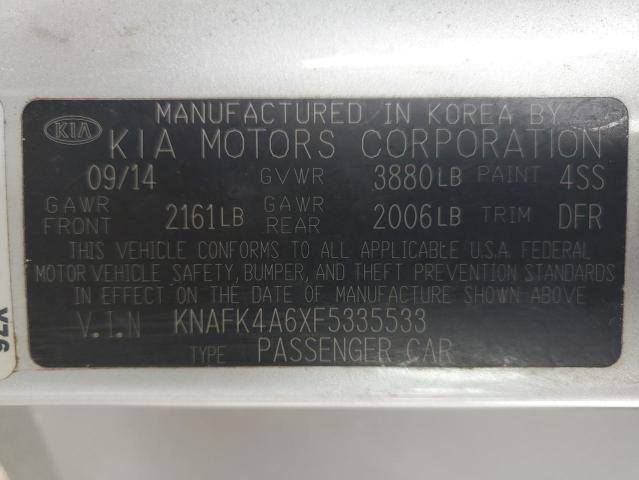 MANUFACTURED IN KOREA BY
KIA KIA MOTORS CORPORATION
09/14 GVWR 3880LB PAINT 4SS
GAWR FRONT 2161LB GAWR REAR 2006LB TRIM DFR
THIS VEHICLE CONFORMS TO ALL APPLICABLE U.S.A. FEDERAL
MOTOR VEHICLE SAFETY, BUMPER, AND THEFT PREVENTION STANDARDS
IN EFFECT ON THE DATE OF MANUFACTURE SHOWN ABOVE
V.I.N KNAFK4A6XF5335533
TYPE PASSENGER CAR